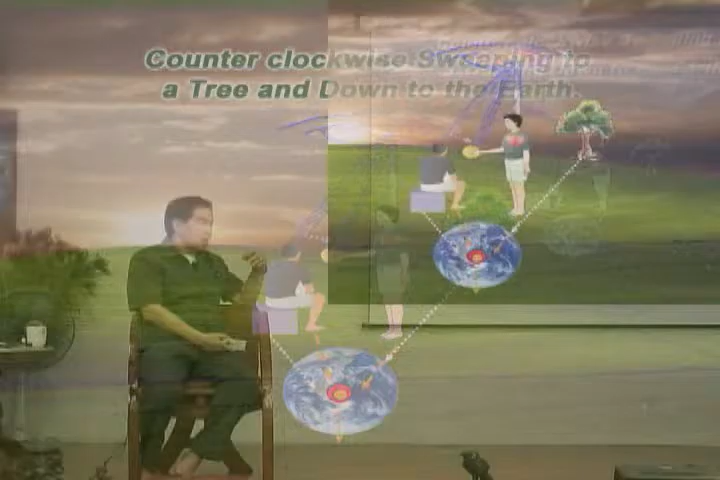 Counter clockwise Sweeping to
a Tree and Down to the Earth.